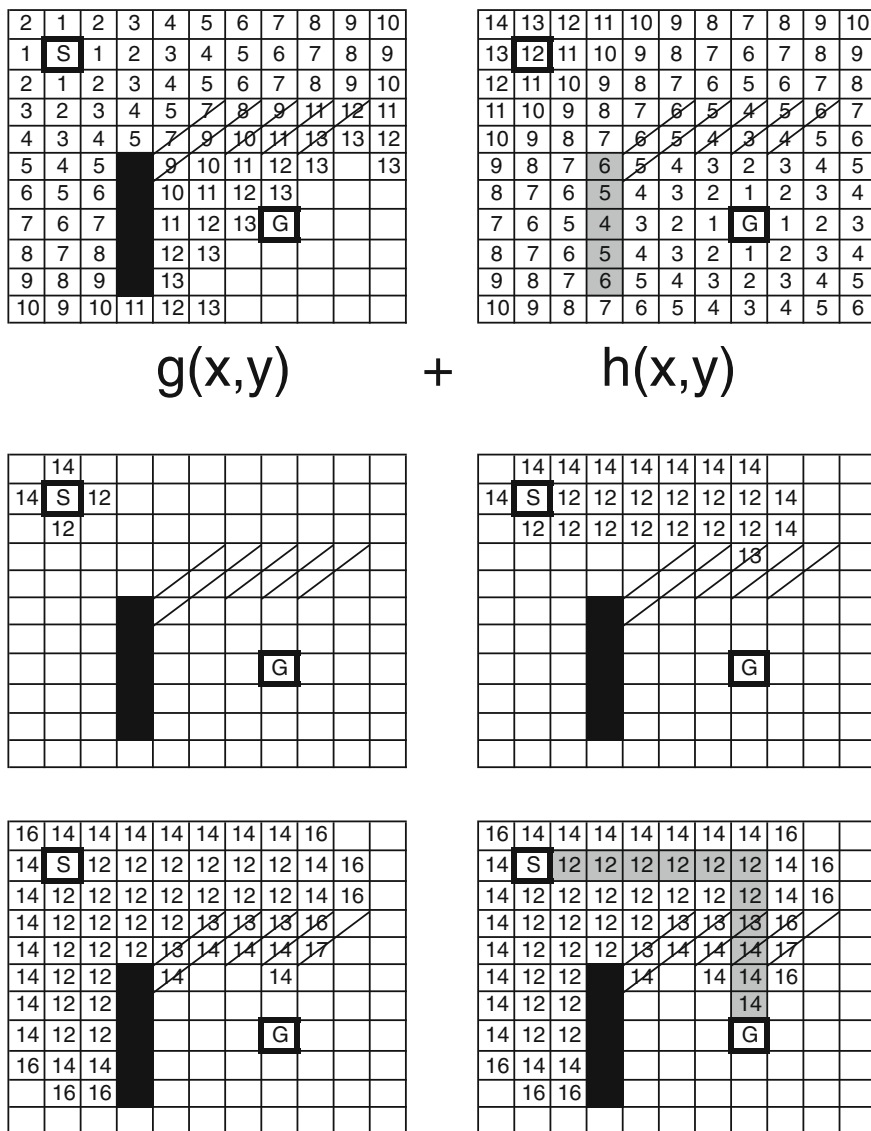 2 1 2 3 4 5 6 7 8 9 10
1 S 1 2 3 4 5 6 7 8 9
2 1 2 3 4 5 6 7 8 9 10
3 2 3 4 5 7 8 9 11 12 11
4 3 4 5 7 9 10 11 13 13 12
5 4 5 9 10 11 12 13 13
6 5 6 10 11 12 13
7 6 7 11 12 13 G
8 7 8 12 13
9 8 9 13
10 9 10 11 12 13
14 13 12 11 10 9 8 7 8 9 10
13 12 11 10 9 8 7 6 7 8 9
12 11 10 9 8 7 6 5 6 7 8
11 10 9 8 7 6 5 4 5 6 7
10 9 8 7 6 5 4 3 4 5 6
9 8 7 6 5 4 3 2 3 4 5
8 7 6 5 4 3 2 1 2 3 4
7 6 5 4 3 2 1 G 1 2 3
8 7 6 5 4 3 2 1 2 3 4
9 8 7 6 5 4 3 2 3 4 5
10 9 8 7 6 5 4 3 4 5 6
g(x,y) + h(x,y)
14
14 S 12
12
G
14 14 14 14 14 14 14
14 S 12 12 12 12 12 12 14
12 12 12 12 12 12 12 14
13
G
16 14 14 14 14 14 14 14 16
14 S 12 12 12 12 12 12 14 16
14 12 12 12 12 12 12 12 14 16
14 12 12 12 12 13 13 13 16
14 12 12 12 13 14 14 14 17
14 12 12 14 14
14 12 12
14 12 12 G
16 14 14
16 16
16 14 14 14 14 14 14 14 16
14 S 12 12 12 12 12 12 14 16
14 12 12 12 12 12 12 12 14 16
14 12 12 12 12 13 13 13 16
14 12 12 12 13 14 14 14 17
14 12 12 14 14 14 16
14 12 12 14
14 12 12 G
16 14 14
16 16